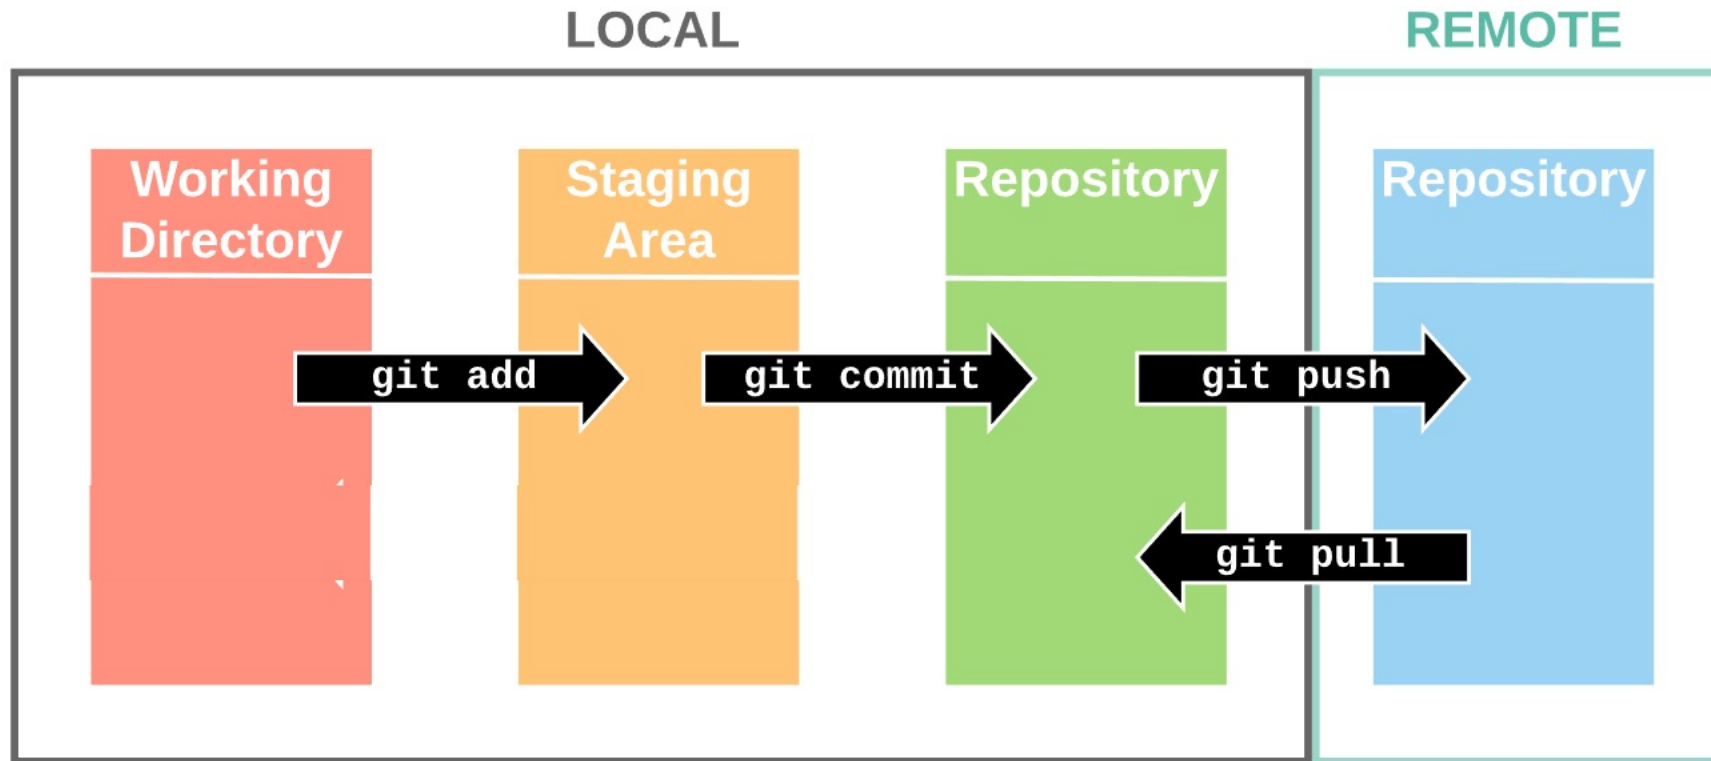 LOCAL
REMOTE
Working
Directory
Staging
Area
Repository
Repository
git add
git commit
git push
git pull